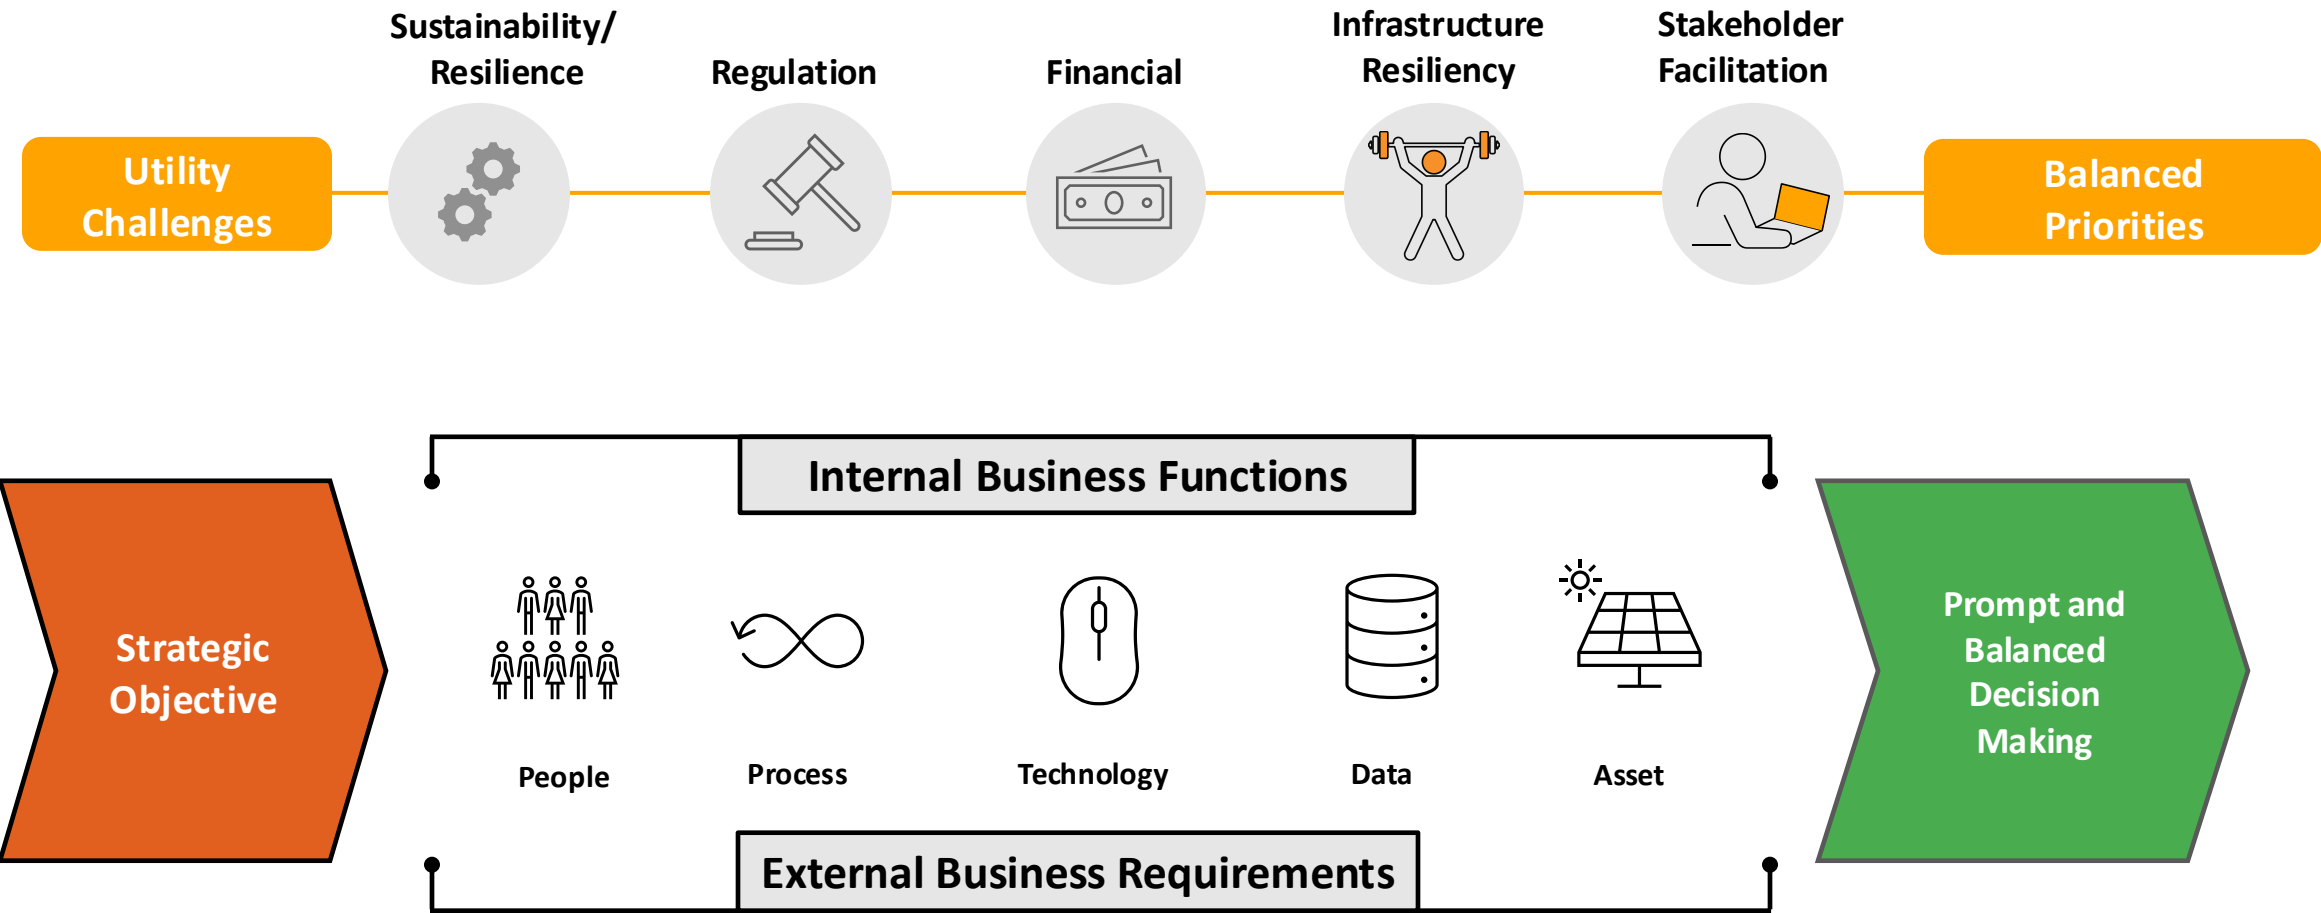 Sustainability/
Resilience
Regulation
Financial
Infrastructure
Resiliency
Stakeholder
Facilitation
Utility
Challenges
Balanced
Priorities
Internal Business Functions
Strategic
Objective
People
Process
Technology
Data
Asset
Prompt and
Balanced
Decision
Making
External Business Requirements